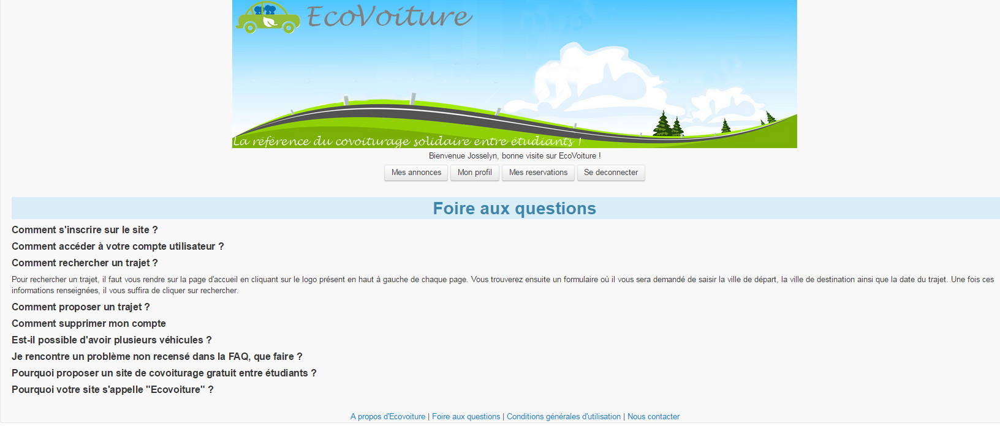 EcoVoiture
La référence du covoiturage solidaire entre étudiants !
Bienvenue Josselyn, bonne visite sur EcoVoiture !
Mes annonces Mon profil Mes reservations Se deconnecter
Foire aux questions
Comment s'inscrire sur le site ?
Comment accéder à votre compte utilisateur ?
Comment rechercher un trajet ?
Pour rechercher un trajet, il faut vous rendre sur la page d'accueil en cliquant sur le logo présent en haut à gauche de chaque page. Vous trouverez ensuite un formulaire où il vous sera demandé de saisir la ville de départ, la ville de destination ainsi que la date du trajet. Une fois ces
informations renseignées, il vous suffira de cliquer sur rechercher.
Comment proposer un trajet ?
Comment supprimer mon compte
Est-il possible d'avoir plusieurs véhicules ?
Je rencontre un problème non recensé dans la FAQ, que faire ?
Pourquoi proposer un site de covoiturage gratuit entre étudiants ?
Pourquoi votre site s'appelle "Ecovoiture" ?
A propos d'Ecovoiture | Foire aux questions | Conditions générales d'utilisation | Nous contacter